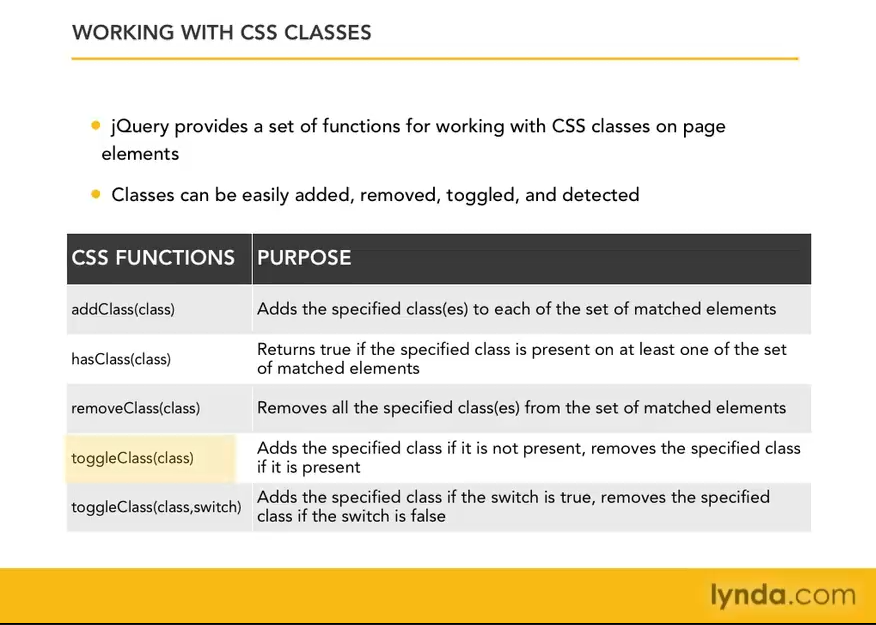 WORKING WITH CSS CLASSES
jQuery provides a set of functions for working with CSS classes on page
elements
Classes can be easily added, removed, toggled, and detected
CSS FUNCTIONS PURPOSE
addClass(class) Adds the specified class(es) to each of the set of matched elements
hasClass(class) Returns true if the specified class is present on at least one of the set
of matched elements
removeClass(class) Removes all the specified class(es) from the set of matched elements
toggleClass(class) Adds the specified class if it is not present, removes the specified class
if it is present
toggleClass(class,switch) Adds the specified class if the switch is true, removes the specified
class if the switch is false
lynda.com